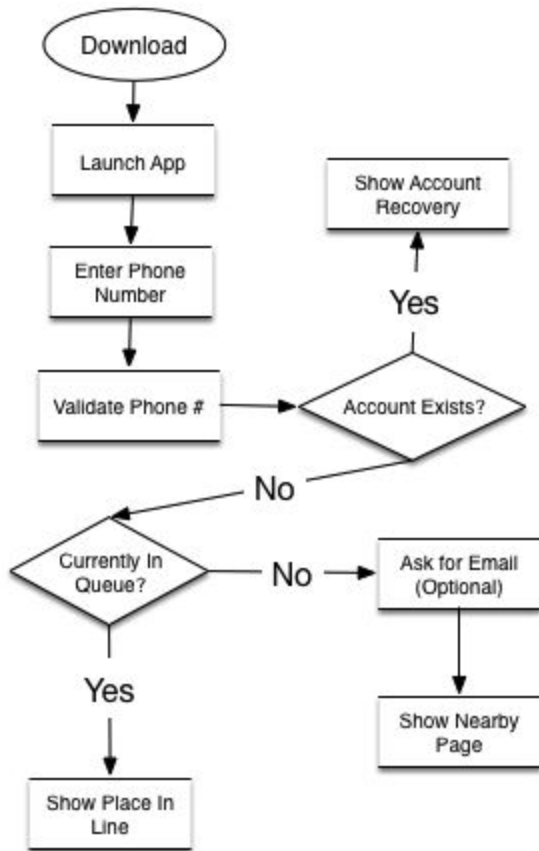 Download
Launch App
Enter Phone
Number
Validate Phone #
Account Exists?
Yes
Show Account
Recovery
No
Currently In
Queue?
No
Ask for Email
(Optional)
Show Nearby
Page
Yes
Show Place In
Line